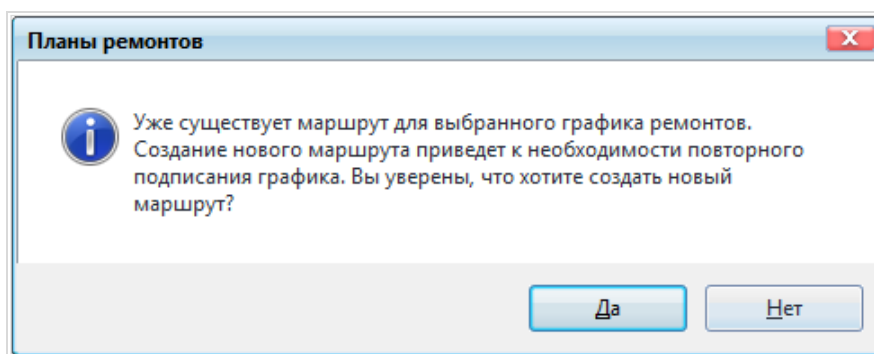 Планы ремонтов
Уже существует маршрут для выбранного графика ремонтов.
Создание нового маршрута приведет к необходимости повторного
подписания графика. Вы уверены, что хотите создать новый
маршрут?
Да
Нет